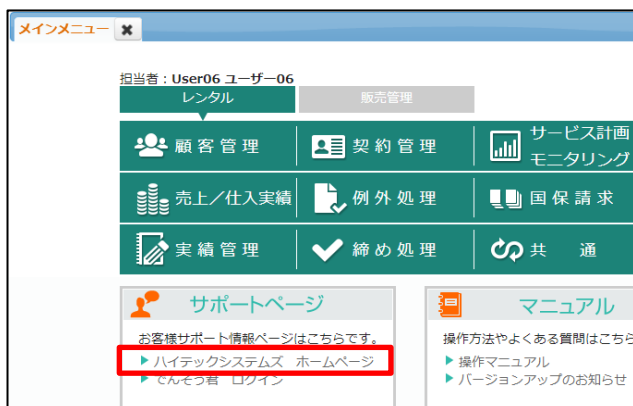 メインメニュー
担当者：User06 ユーザー06
レンタル
販売管理
顧客管理
契約管理
サービス計画
モニタリング
売上／仕入実績
例外処理
国保請求
実績管理
締め処理
共　通
サポートページ
お客様サポート情報ページはこちらです。
ハイテックシステムズ　ホームページ
でんそう君　ログイン
マニュアル
操作方法やよくある質問はこちら
操作マニュアル
バージョンアップのお知らせ